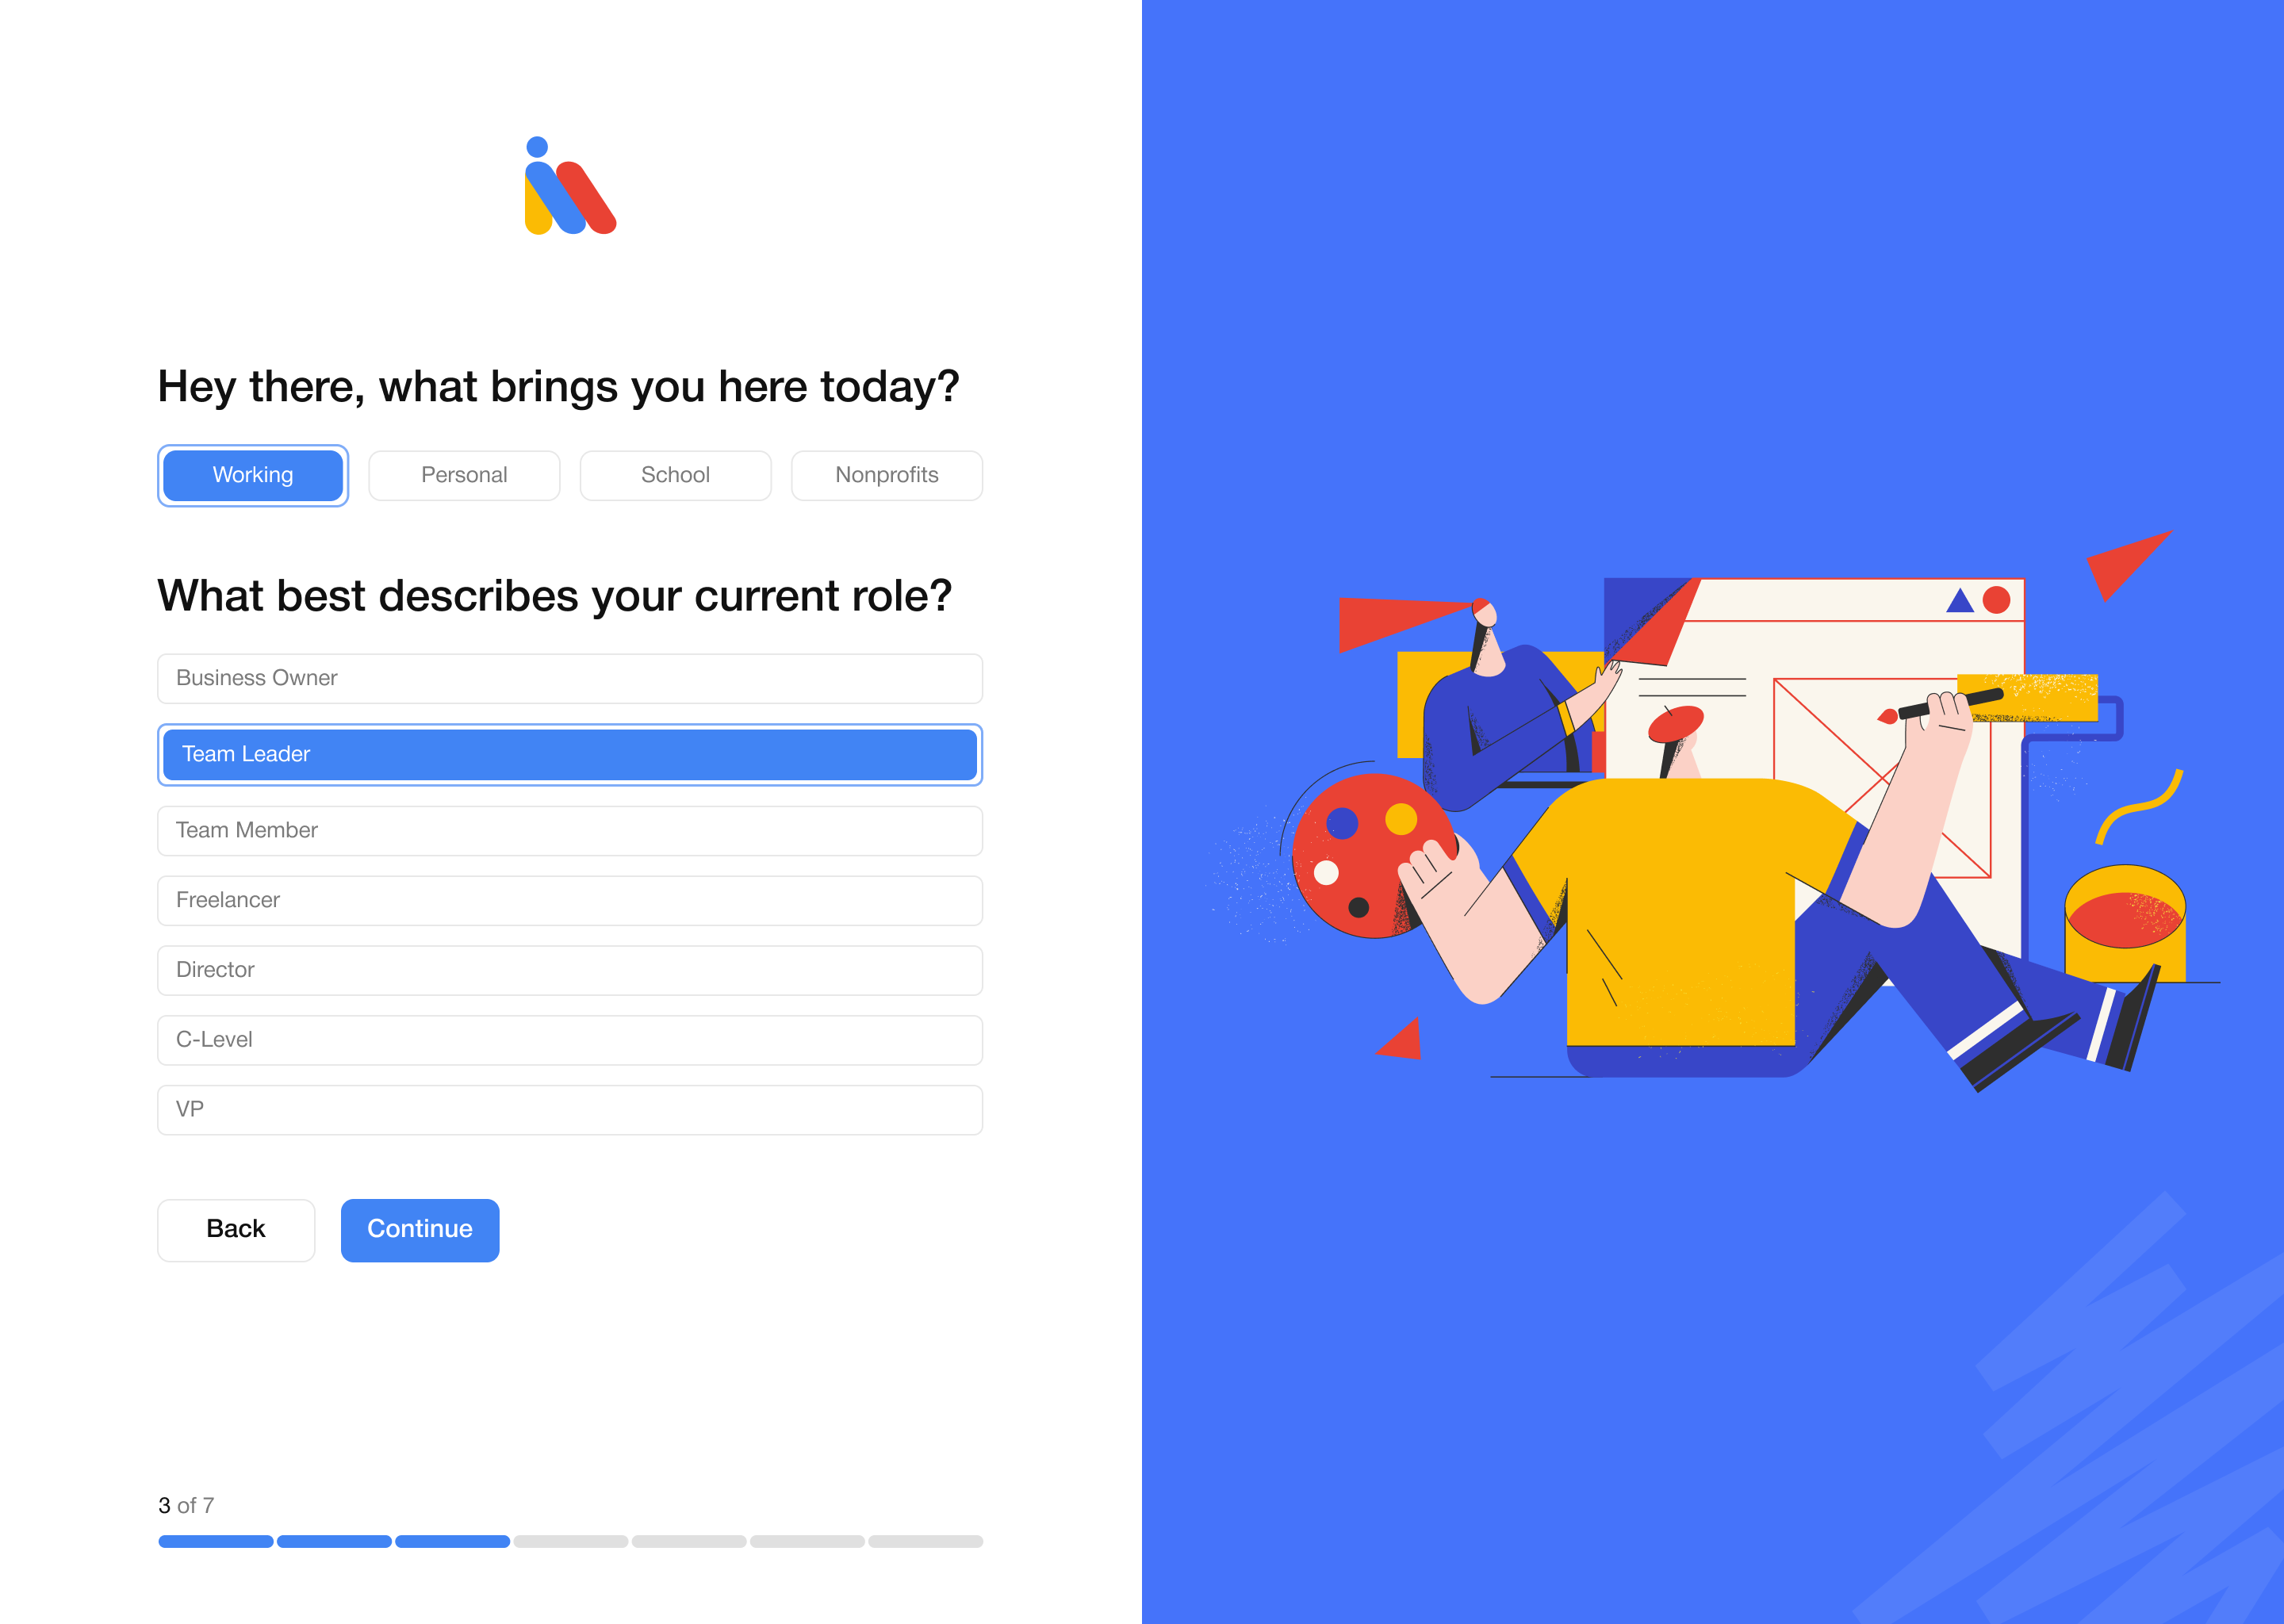 Hey there, what brings you here today?
Working
Personal
School
Nonprofits
What best describes your current role?
Business Owner
Team Leader
Team Member
Freelancer
Director
C-Level
VP
Back
Continue
3 of 7